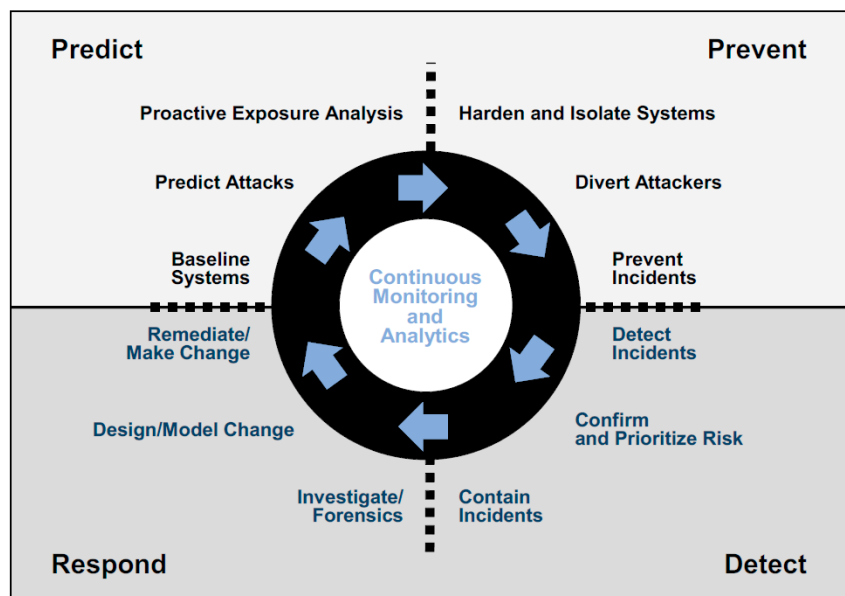 Predict
Prevent
Proactive Exposure Analysis
Harden and Isolate Systems
Predict Attacks
Divert Attackers
Baseline
Systems
Prevent
Incidents
Continuous
Monitoring
and
Analytics
Remediate/
Make Change
Detect
Incidents
Design/Model Change
Confirm
and Prioritize Risk
Investigate/
Forensics
Contain
Incidents
Respond
Detect